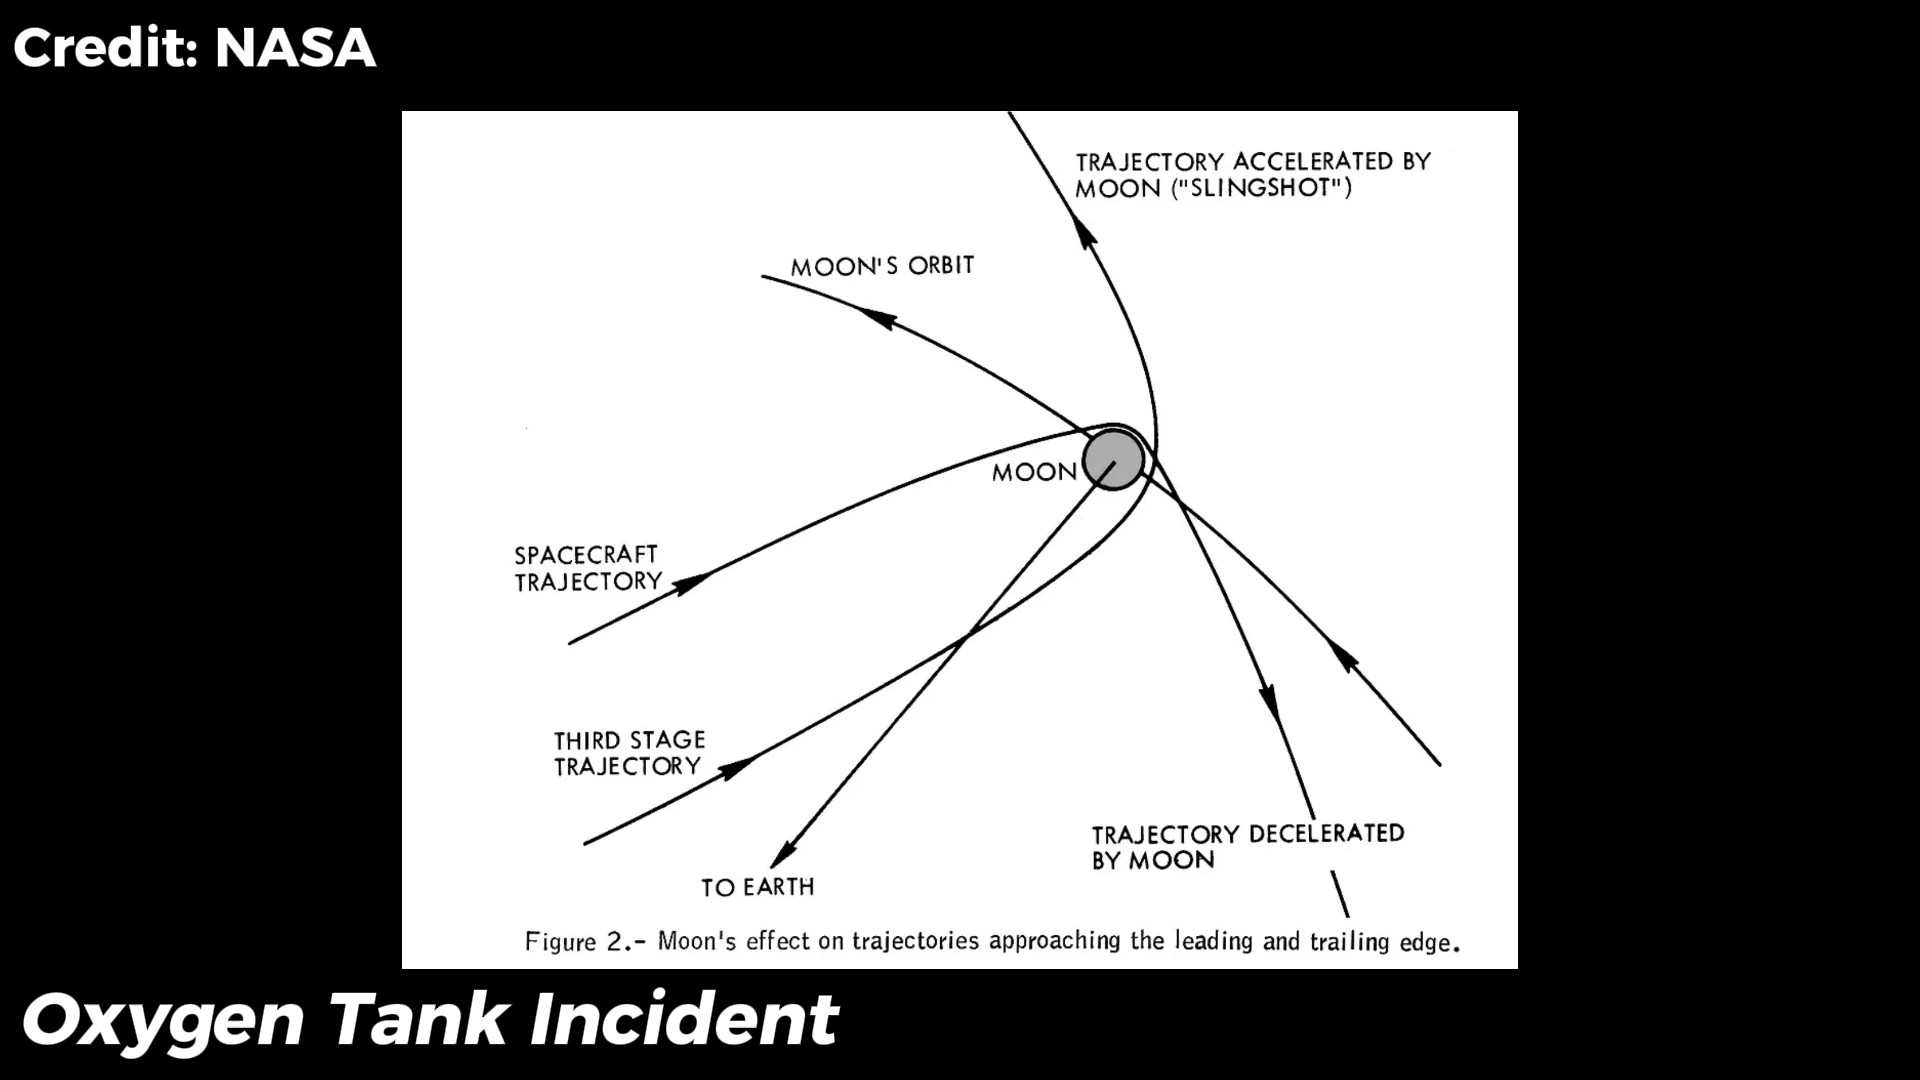 Credit: NASA
TRAJECTORY ACCELERATED BY
MOON ("SLINGSHOT")
MOON'S ORBIT
MOON
SPACECRAFT
TRAJECTORY
THIRD STAGE
TRAJECTORY
TRAJECTORY DECELERATED
BY MOON
TO EARTH
Figure 2.- Moon's effect on trajectories approaching the leading and trailing edge.
Oxygen Tank Incident